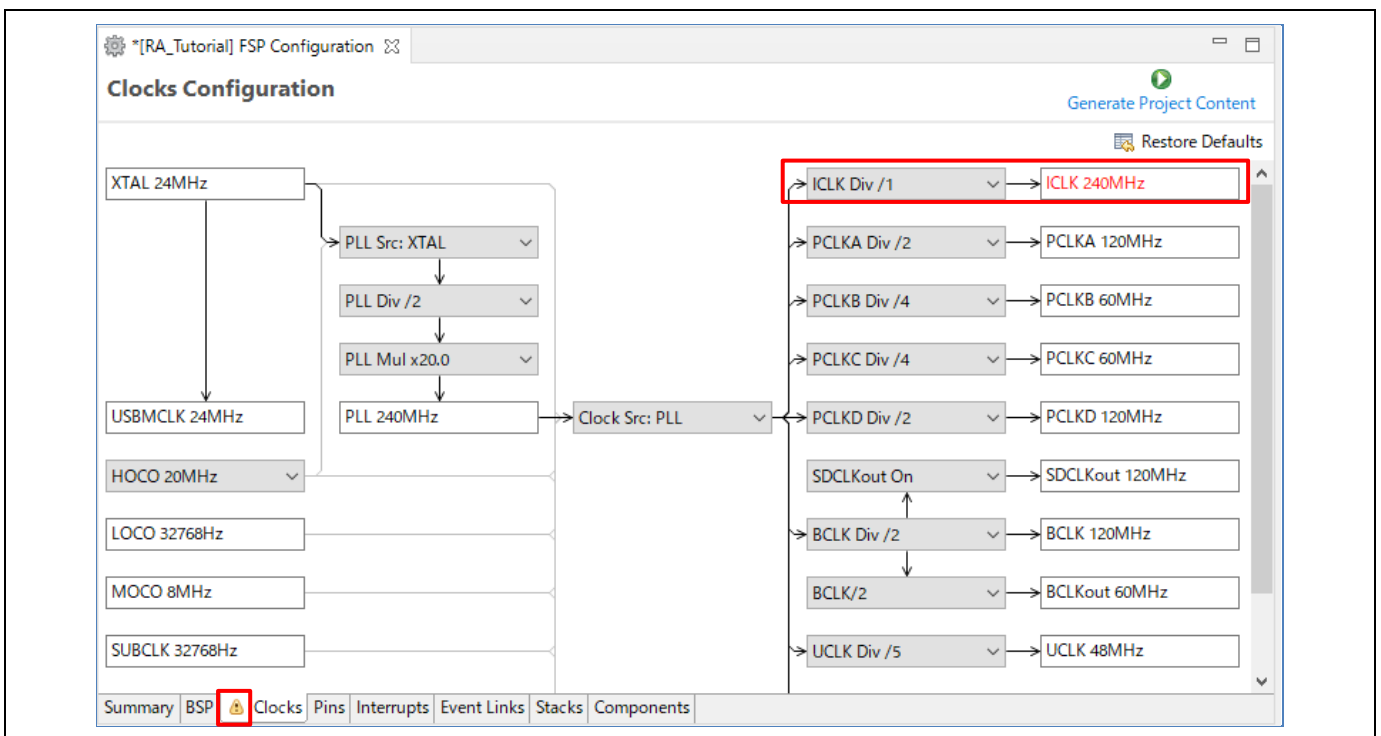 *[RA_Tutorial] FSP Configuration
Clocks Configuration
Generate Project Content
Restore Defaults
XTAL 24MHz
ICLK Div /1
ICLK 240MHz
PLL Src: XTAL
PCLKA Div /2
PCLKA 120MHz
PLL Div /2
PCLKB Div /4
PCLKB 60MHz
PLL Mul x20.0
PCLKC Div /4
PCLKC 60MHz
USBMCLK 24MHz
PLL 240MHz
Clock Src: PLL
PCLKD Div /2
PCLKD 120MHz
HOCO 20MHz
SDCLKout On
SDCLKout 120MHz
LOCO 32768Hz
BCLK Div /2
BCLK 120MHz
MOCO 8MHz
BCLK/2
BCLKout 60MHz
SUBCLK 32768Hz
UCLK Div /5
UCLK 48MHz
Summary BSP Clocks Pins Interrupts Event Links Stacks Components